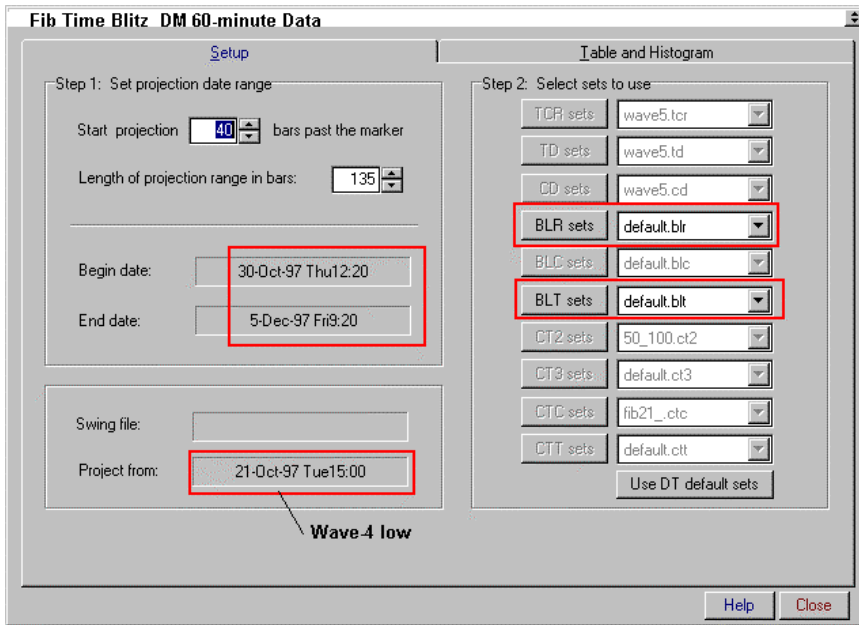 Fib Time Blitz DM 60-minute Data
Setup
Table and Histogram
Step 1: Set projection date range
Start projection 40 bars past the marker
Length of projection range in bars: 135
Begin date: 30-Oct-97 Thu12:20
End date: 5-Dec-97 Fri9:20
Swing file:
Project from: 21-Oct-97 Tue15:00
Wave-4 low
Step 2: Select sets to use
TCR sets wave5.tcr
TD sets wave5.td
CD sets wave5.cd
BLR sets default.blr
BLC sets default.blc
BLT sets default.blt
CT2 sets 50_100.ct2
CT3 sets default.ct3
CTC sets fib21_.ctc
CTT sets default.ctt
Use DT default sets
Help
Close